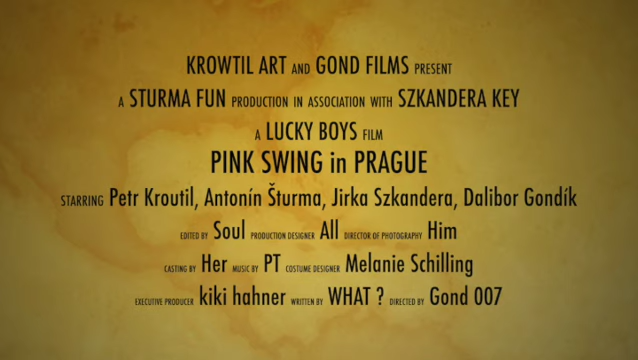 KROWTIL ART AND GOND FILMS PRESENT
A STURMA FUN PRODUCTION IN ASSOCIATION WITH SZKANDERA KEY
A LUCKY BOYS FILM
PINK SWING in PRAGUE
STARRING Petr Kroutil, Antonín Šturma, Jirka Szkandera, Dalibor Gondík
EDITED BY Soul PRODUCTION DESIGNER All DIRECTOR OF PHOTOGRAPHY Him
CASTING BY Her MUSIC BY PT COSTUME DESIGNER Melanie Schilling
EXECUTIVE PRODUCER kiki hahner WRITTEN BY WHAT ? DIRECTED BY Gond 007